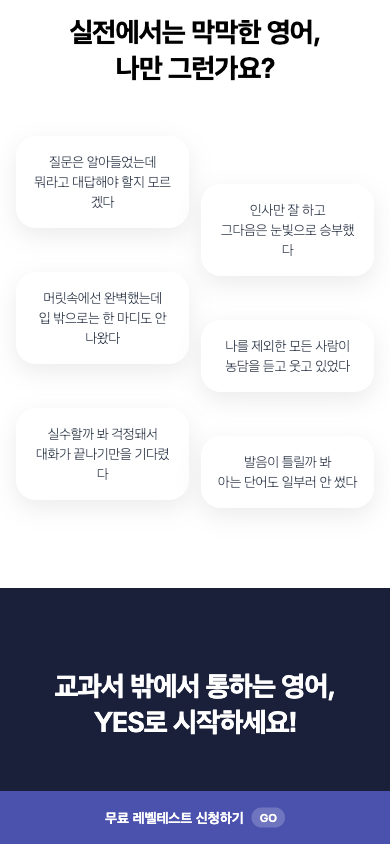 실전에서는 막막한 영어,
나만 그런가요?
질문은 알아들었는데
뭐라고 대답해야 할지 모르
겠다
인사만 잘 하고
그다음은 눈빛으로 승부했
다
머릿속에선 완벽했는데
입 밖으로는 한 마디도 안
나왔다
나를 제외한 모든 사람이
농담을 듣고 웃고 있었다
실수할까 봐 걱정돼서
대화가 끝나기만을 기다렸
다
발음이 틀릴까 봐
아는 단어도 일부러 안 썼다
교과서 밖에서 통하는 영어,
YES로 시작하세요!
무료 레벨테스트 신청하기 GO